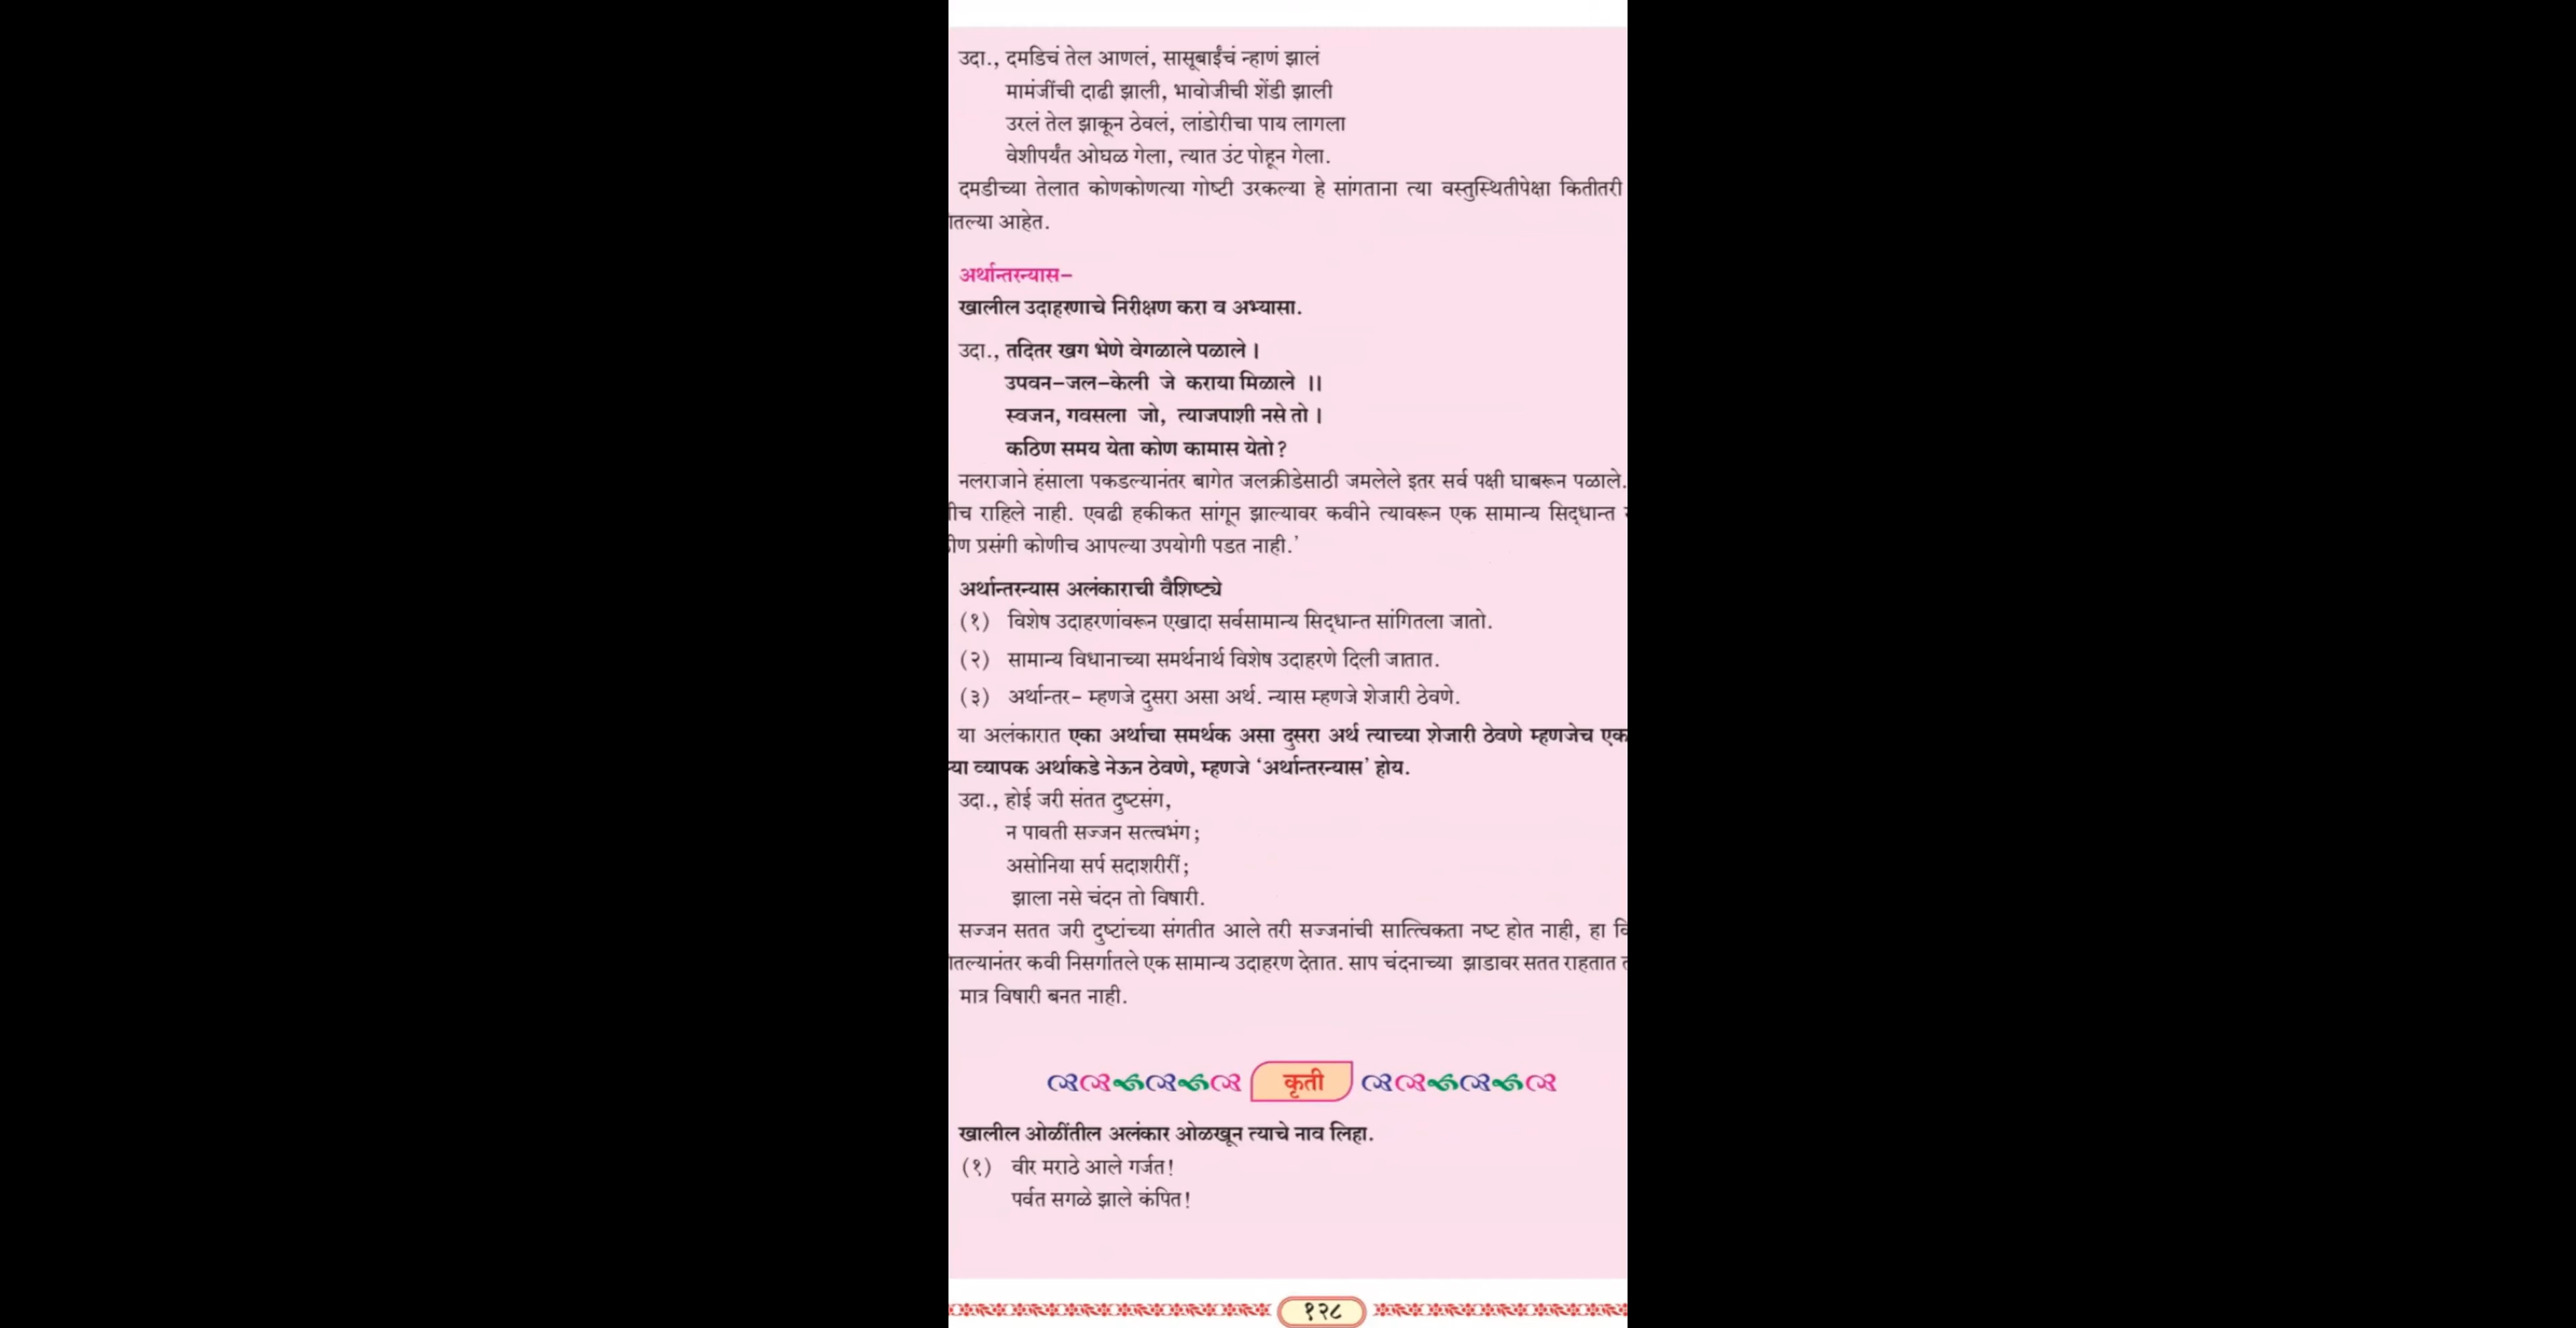 उदा., दमडिचं तेल आणलं, सासूबाईंचं न्हाणं झालं
मामंजींची दाढी झाली, भावोजीची शेंडी झाली
उरलं तेल झाकून ठेवलं, लांडोरीचा पाय लागला
वेशीपर्यंत ओघळ गेला, त्यात उंट पोहून गेला.
दमडीच्या तेलात कोणकोणत्या गोष्टी उरकल्या हे सांगताना त्या वस्तुस्थितीपेक्षा कितीतरी
आहेत.
अर्थान्तरन्यास–
खालील उदाहरणाचे निरीक्षण करा व अभ्यासा.
उदा., तदितर खग भेणे वेगळाले पळाले ।
उपवन–जल–केली जे कराया मिळाले ।।
स्वजन, गवसला जो, त्याजपाशी नसे तो ।
कठिण समय येता कोण कामास येतो?
नलराजाने हंसाला पकडल्यानंतर बागेत जलक्रीडेसाठी जमलेले इतर सर्व पक्षी घाबरून पळाले.
राहिले नाही. एवढी हकीकत सांगून झाल्यावर कवीने त्यावरून एक सामान्य सिद्धान्त
प्रसंगी कोणीच आपल्या उपयोगी पडत नाही.'
अर्थान्तरन्यास अलंकाराची वैशिष्ट्ये
(१) विशेष उदाहरणांवरून एखादा सर्वसामान्य सिद्धान्त सांगितला जातो.
(२) सामान्य विधानाच्या समर्थनार्थ विशेष उदाहरणे दिली जातात.
(३) अर्थान्तर– म्हणजे दुसरा असा अर्थ. न्यास म्हणजे शेजारी ठेवणे.
या अलंकारात एका अर्थाचा समर्थक असा दुसरा अर्थ त्याच्या शेजारी ठेवणे म्हणजेच एक
व्यापक अर्थाकडे नेऊन ठेवणे, म्हणजे ‘अर्थान्तरन्यास’ होय.
उदा., होई जरी संतत दुष्टसंग,
न पावती सज्जन सत्त्वभंग;
असोनिया सर्प सदाशरीरीं;
झाला नसे चंदन तो विषारी.
सज्जन सतत जरी दुष्टांच्या संगतीत आले तरी सज्जनांची सात्त्विकता नष्ट होत नाही, हा
कवी निसर्गातले एक सामान्य उदाहरण देतात. साप चंदनाच्या झाडावर सतत राहतात
मात्र विषारी बनत नाही.
कृती
खालील ओळींतील अलंकार ओळखून त्याचे नाव लिहा.
(१) वीर मराठे आले गर्जत!
पर्वत सगळे झाले कंपित!
१२८